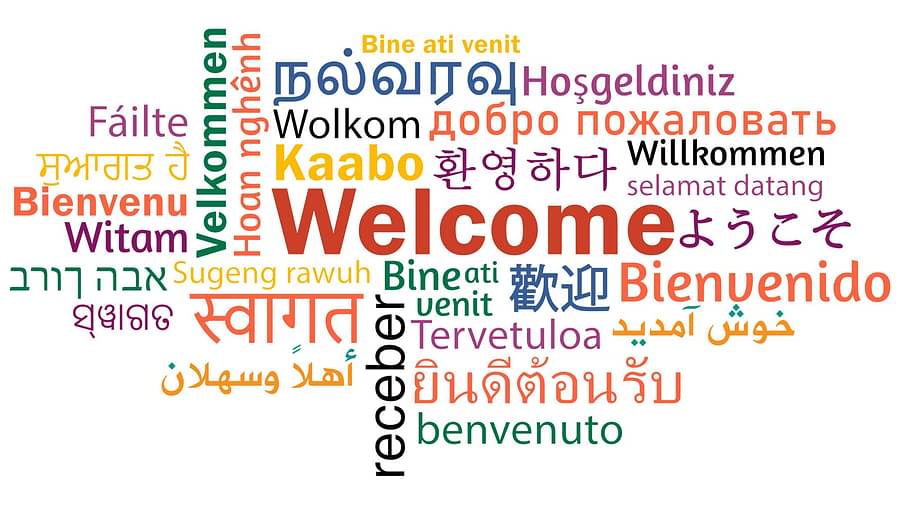 Bine ati venit
Velkommen
Hoan nghênh
நல்வரவு
Hoşgeldiniz
Fáilte
Wolkom
добро пожаловать
ਸੁਆਗਤ ਹੈ
Kaabo
환영하다
Willkommen
selamat datang
Bienvenu
Welcome
ようこそ
Witam
אבה ךורב
Sugeng rawuh
Bine ati
venit
歡迎
Bienvenido
ସ୍ୱାଗତ
स्वागत
receber
Tervetuloa
خوش آمدید
أهلاً وسهلان
ยินดีต้อนรับ
benvenuto